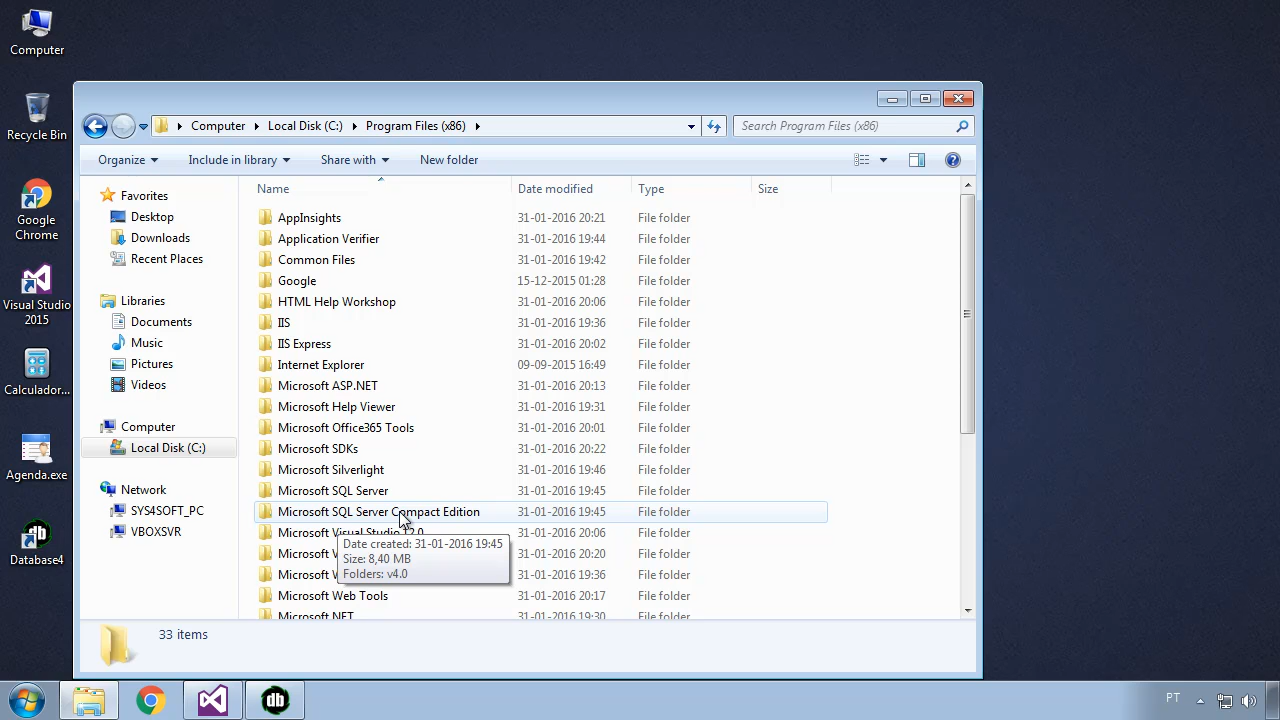 Computer
Recycle Bin
Google
Chrome
Visual Studio
2015
Calculador...
Agenda.exe
Database4
Computer
Local Disk (C:)
Program Files (x86)
Search Program Files (x86)
Organize
Include in library
Share with
New folder
Favorites
Desktop
Downloads
Recent Places
Libraries
Documents
Music
Pictures
Videos
Computer
Local Disk (C:)
Network
SYS4SOFT_PC
VBOXSVR
Name Date modified Type Size
AppInsights 31-01-2016 20:21 File folder
Application Verifier 31-01-2016 19:44 File folder
Common Files 31-01-2016 19:42 File folder
Google 15-12-2015 01:28 File folder
HTML Help Workshop 31-01-2016 20:06 File folder
IIS 31-01-2016 19:36 File folder
IIS Express 31-01-2016 20:02 File folder
Internet Explorer 09-09-2015 16:49 File folder
Microsoft ASP.NET 31-01-2016 20:13 File folder
Microsoft Help Viewer 31-01-2016 19:31 File folder
Microsoft Office365 Tools 31-01-2016 20:01 File folder
Microsoft SDKs 31-01-2016 20:22 File folder
Microsoft Silverlight 31-01-2016 19:46 File folder
Microsoft SQL Server 31-01-2016 19:45 File folder
Microsoft SQL Server Compact Edition 31-01-2016 19:45 File folder
Microsoft Visual Studio 12.0 31-01-2016 20:06 File folder
Microsoft 31-01-2016 20:20 File folder
Microsoft 31-01-2016 19:36 File folder
Microsoft Web Tools 31-01-2016 20:17 File folder
Microsoft.NET 31-01-2016 19:30 File folder
Date created: 31-01-2016 19:45
Size: 8,40 MB
Folders: v4.0
33 items
db
PT